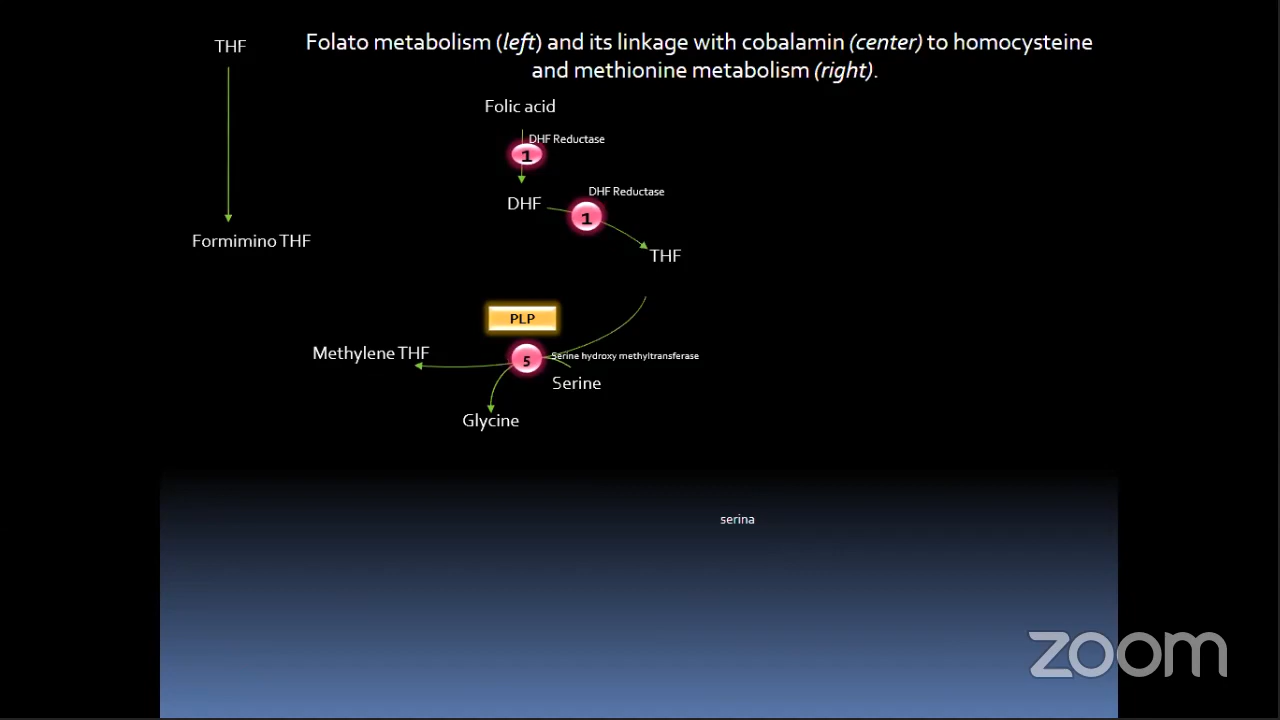 THF
Folato metabolism (left) and its linkage with cobalamin (center) to homocysteine
and methionine metabolism (right).
Folic acid
DHF Reductase
1
DHF Reductase
DHF
1
Formimino THF
THF
PLP
Methylene THF
5
Serine hydroxy methyltransferase
Serine
Glycine
serina
zoom